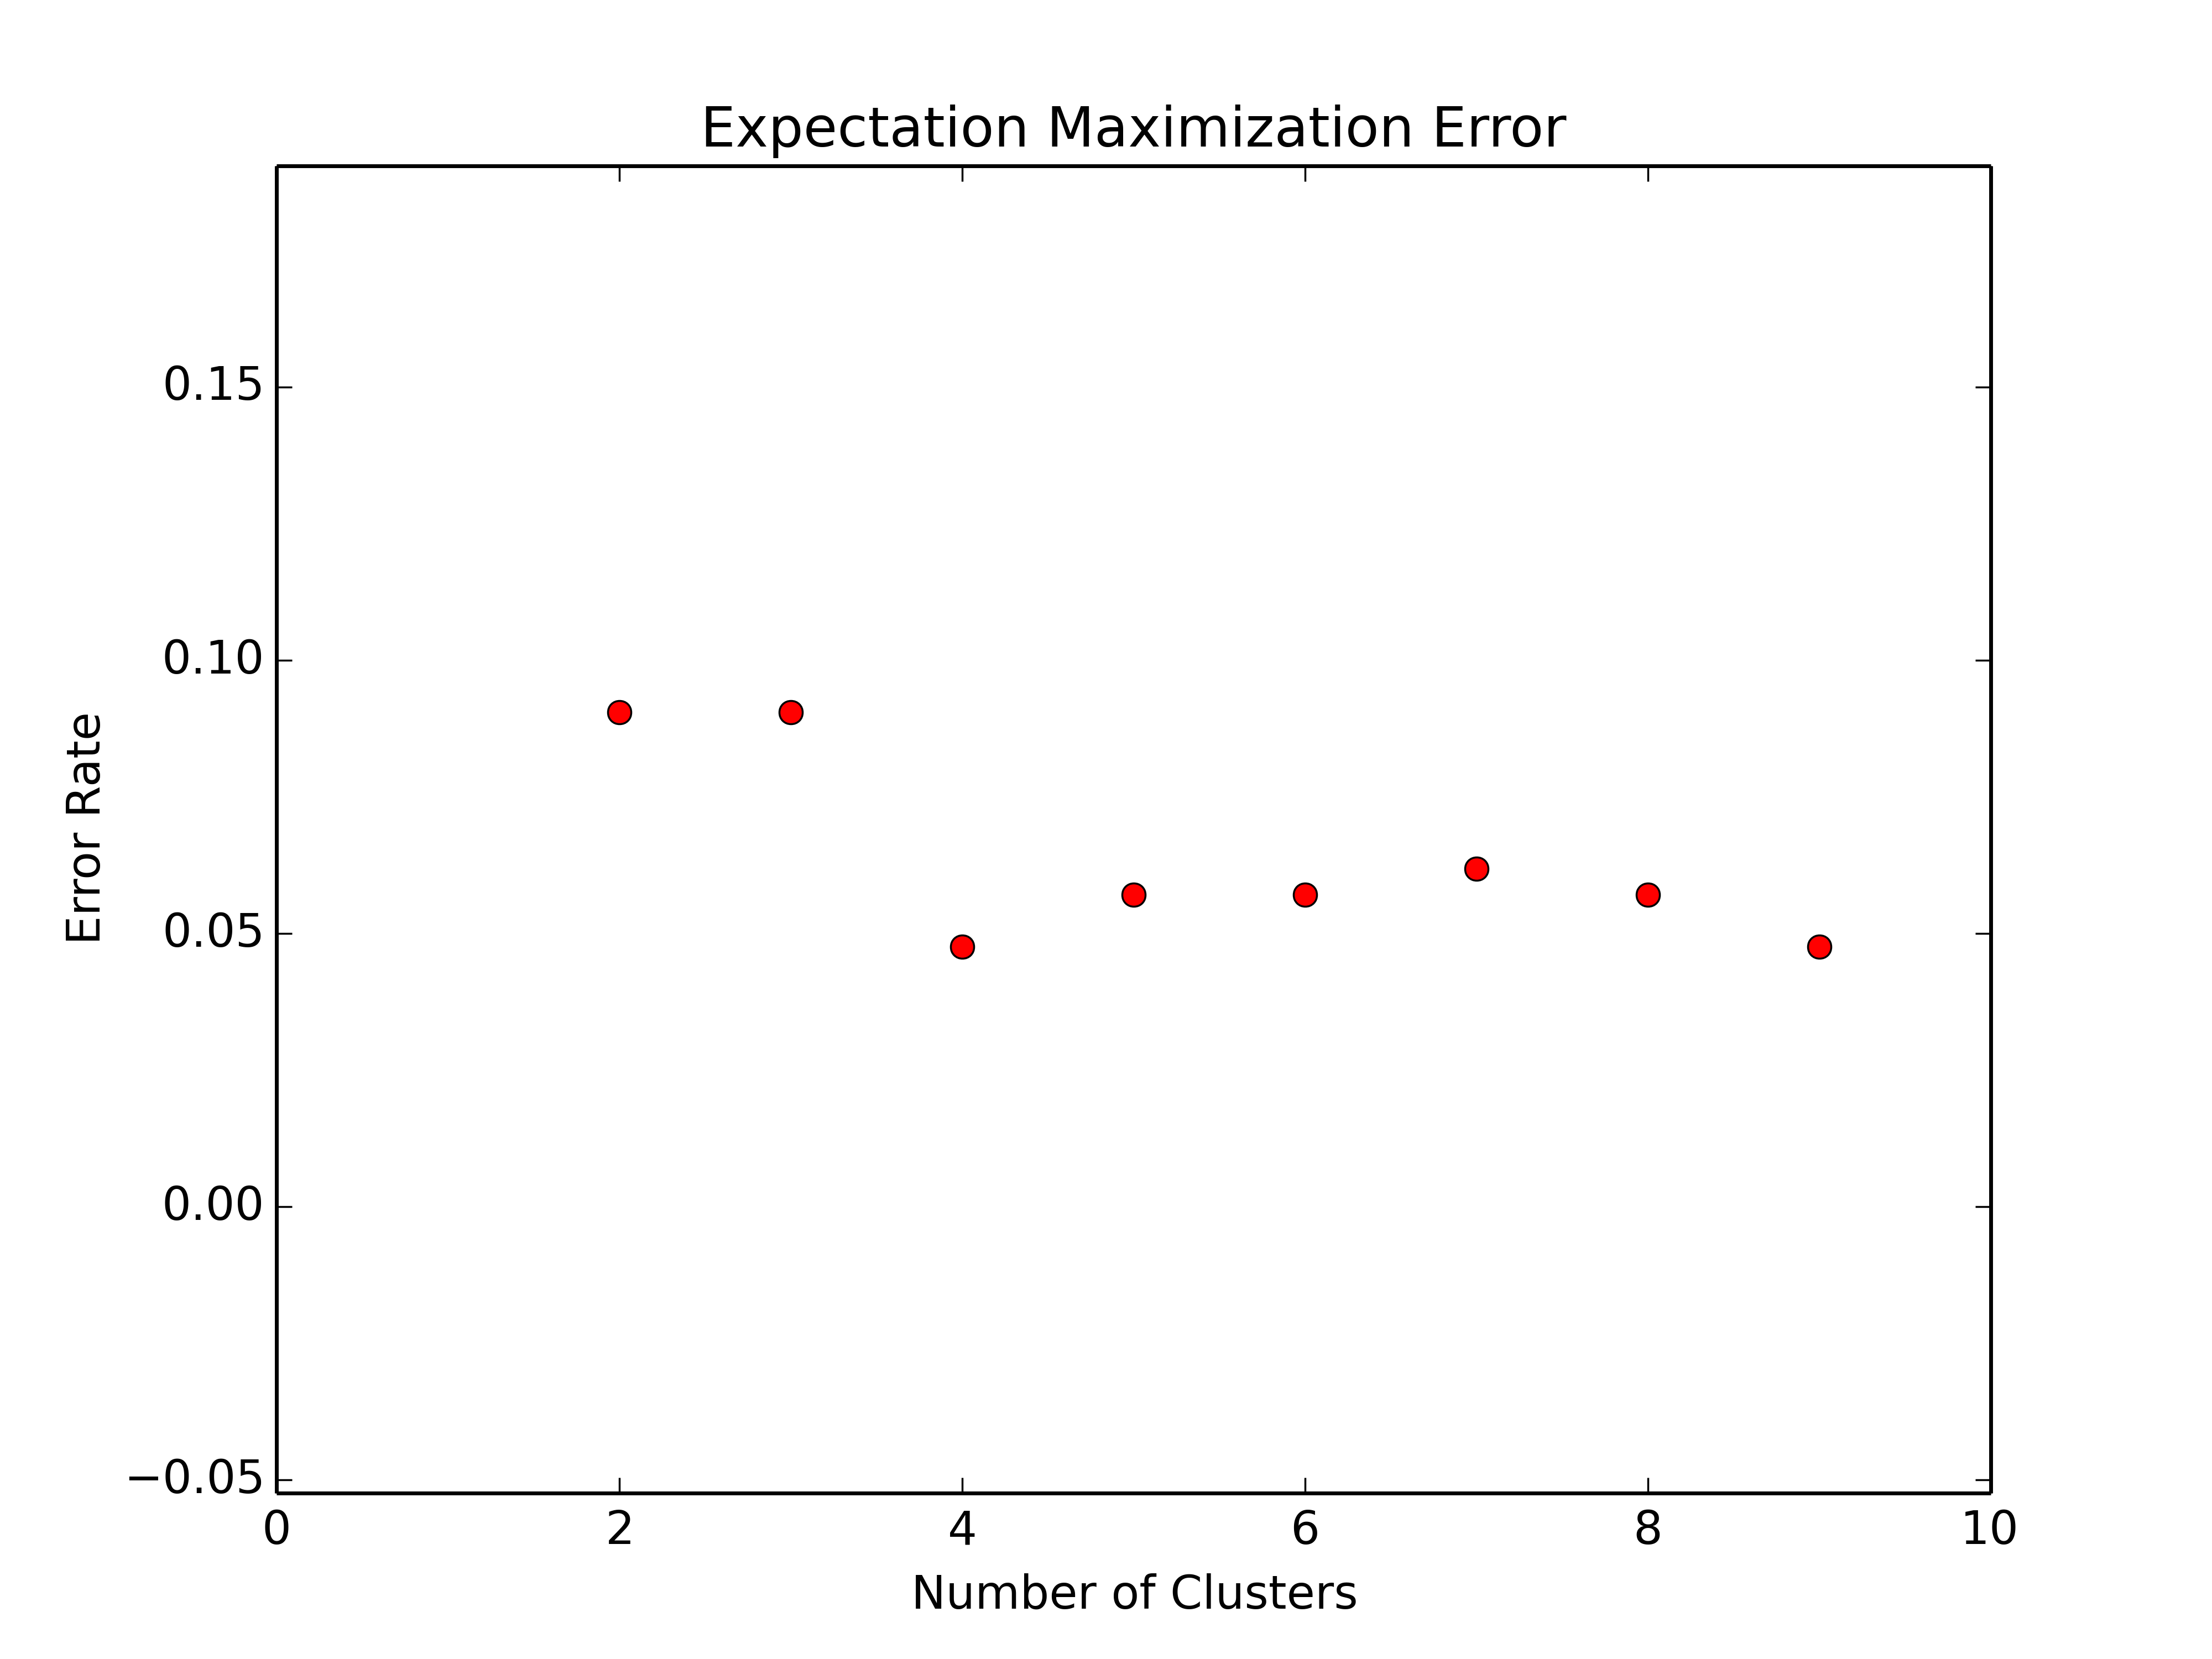 Expectation Maximization Error
0.15
0.10
0.05
0.00
−0.05
Error Rate
0 2 4 6 8 10
Number of Clusters